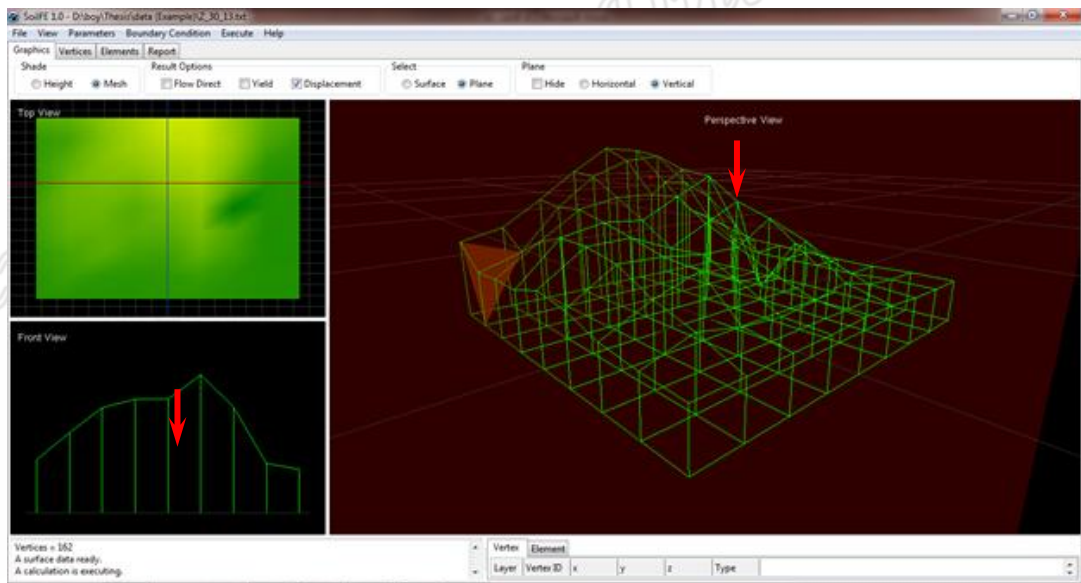 SoilFE 1.0 - D:\boy\Thesis\data (Example)\Z_30_13.txt
File View Parameters Boundary Condition Execute Help
Graphics Vertices Elements Report
Shade Result Options Select Plane
Height Mesh Flow Direct Yield Displacement Surface Plane Hide Horizontal Vertical
Top View
Perspective View
Front View
Vertices = 162
A surface data ready.
A calculation is executing.
Vertex Element
Layer Vertex ID x y z Type